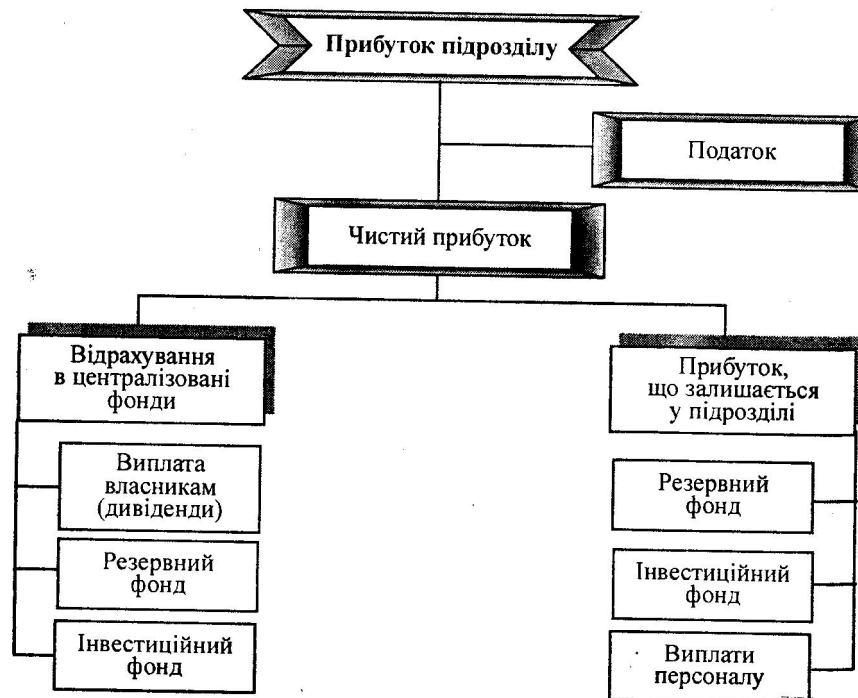 Прибуток підрозділу
Податок
Чистий прибуток
Відрахування
в централізовані
фонди
Виплата
власникам
(дивіденди)
Резервний
фонд
Інвестиційний
фонд
Прибуток,
що залишається
у підрозділі
Резервний
фонд
Інвестиційний
фонд
Виплати
персоналу